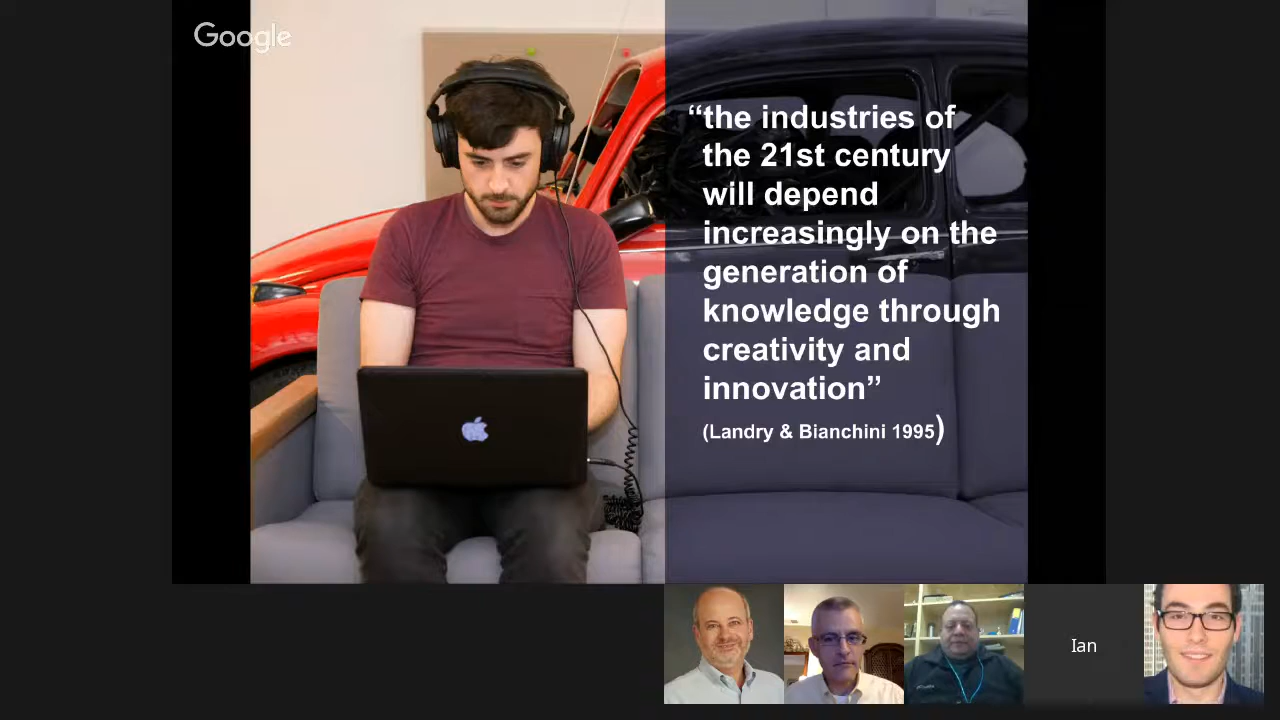 Google
“the industries of
the 21st century
will depend
increasingly on the
generation of
knowledge through
creativity and
innovation”
(Landry & Bianchini 1995)
Ian